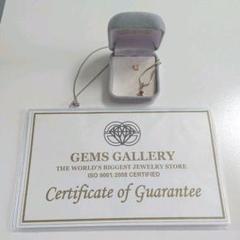 GEMS GALLERY
THE WORLD'S BIGGEST JEWELRY STORE
ISO 9001:2008 CERTIFIED
Certificate of Guarantee